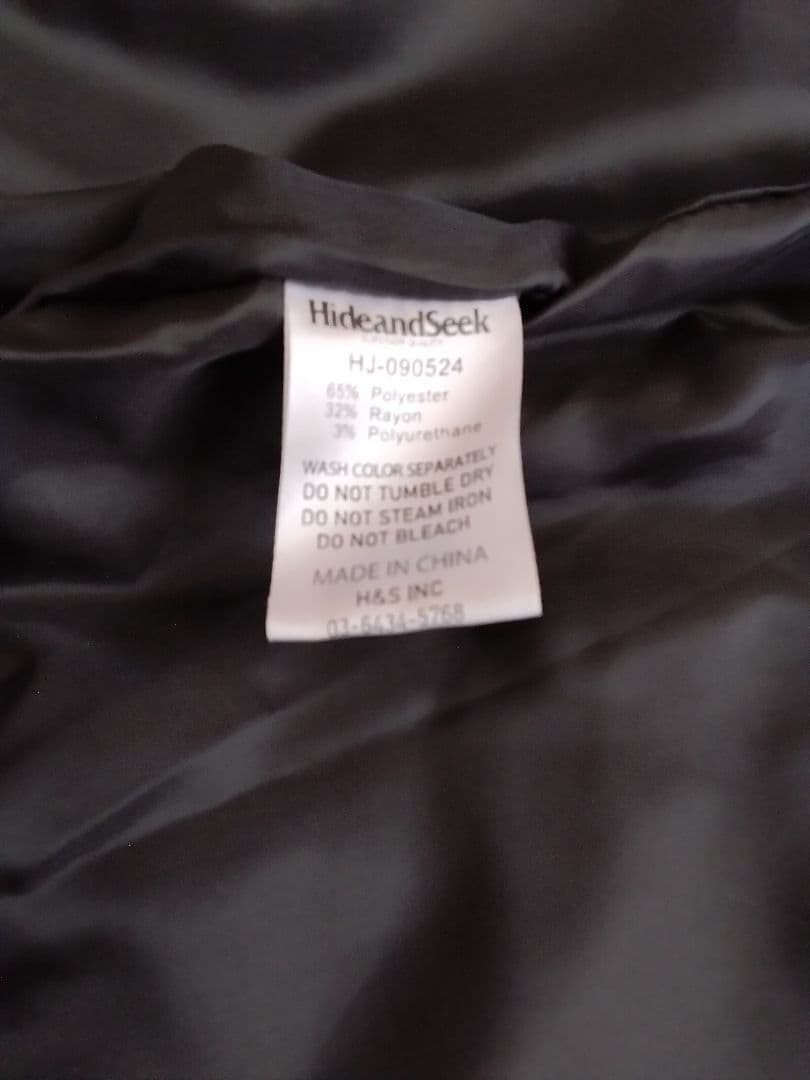 HideandSeek
HJ-090524
65% Polyester
32% Rayon
3% Polyurethane
WASH COLOR SEPARATELY
DO NOT TUMBLE DRY
DO NOT STEAM IRON
DO NOT BLEACH
MADE IN CHINA
H&S INC
03-6434-5768